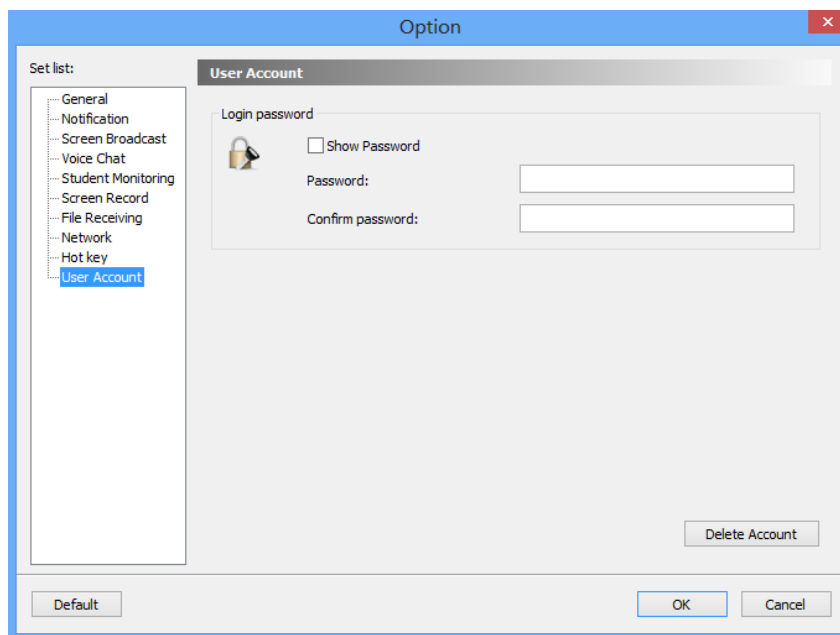 Option
Set list:
General
Notification
Screen Broadcast
Voice Chat
Student Monitoring
Screen Record
File Receiving
Network
Hot key
User Account
User Account
Login password
Show Password
Password:
Confirm password:
Delete Account
Default
OK
Cancel